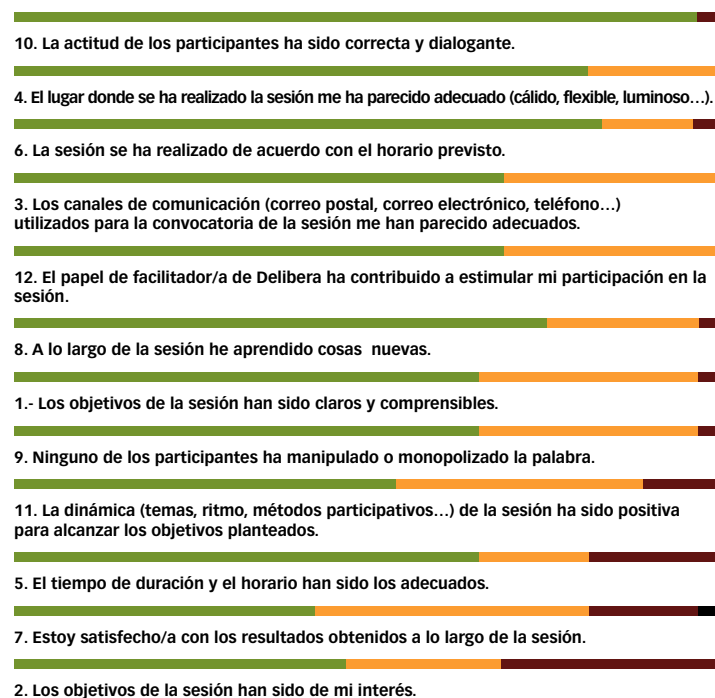 10. La actitud de los participantes ha sido correcta y dialogante.
4. El lugar donde se ha realizado la sesión me ha parecido adecuado (cálido, flexible, luminoso…).
6. La sesión se ha realizado de acuerdo con el horario previsto.
3. Los canales de comunicación (correo postal, correo electrónico, teléfono…)
utilizados para la convocatoria de la sesión me han parecido adecuados.
12. El papel de facilitador/a de Delibera ha contribuido a estimular mi participación en la
sesión.
8. A lo largo de la sesión he aprendido cosas nuevas.
1.- Los objetivos de la sesión han sido claros y comprensibles.
9. Ninguno de los participantes ha manipulado o monopolizado la palabra.
11. La dinámica (temas, ritmo, métodos participativos…) de la sesión ha sido positiva
para alcanzar los objetivos planteados.
5. El tiempo de duración y el horario han sido los adecuados.
7. Estoy satisfecho/a con los resultados obtenidos a lo largo de la sesión.
2. Los objetivos de la sesión han sido de mi interés.